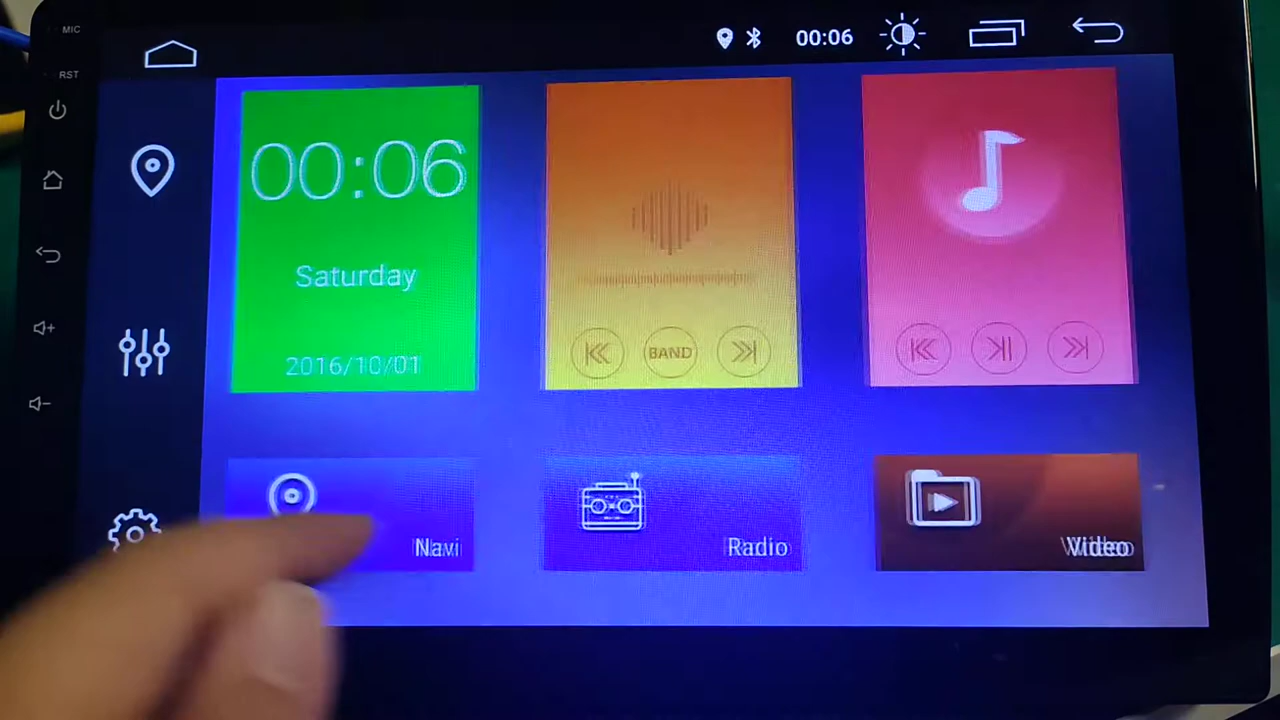 MIC
00:06
RST
00:06
Saturday
2016/10/01
BAND
Navi
Radio
Video